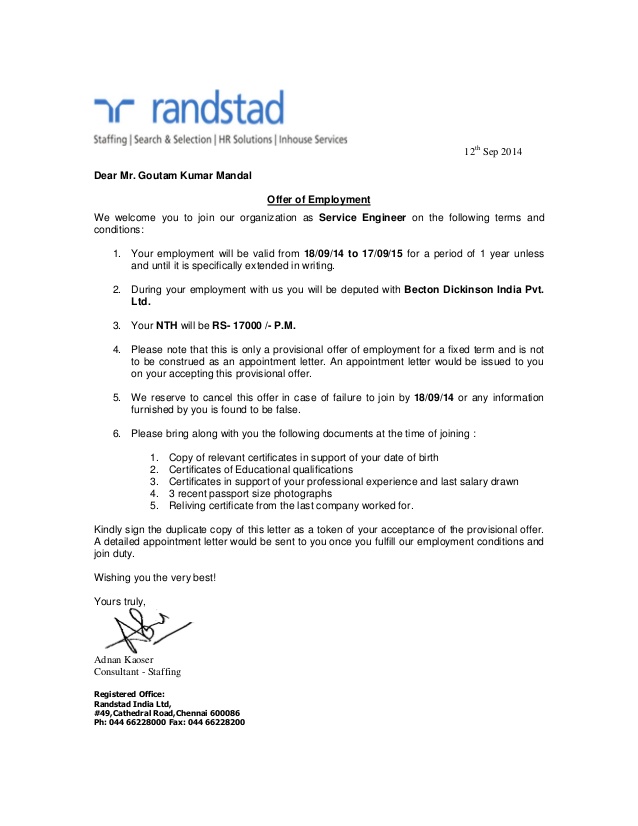 randstad
Staffing | Search & Selection | HR Solutions | Inhouse Services
12th Sep 2014
Dear Mr. Goutam Kumar Mandal
Offer of Employment
We welcome you to join our organization as Service Engineer on the following terms and
conditions:
1. Your employment will be valid from 18/09/14 to 17/09/15 for a period of 1 year unless
and until it is specifically extended in writing.
2. During your employment with us you will be deputed with Becton Dickinson India Pvt.
Ltd.
3. Your NTH will be RS- 17000 /- P.M.
4. Please note that this is only a provisional offer of employment for a fixed term and is not
to be construed as an appointment letter. An appointment letter would be issued to you
on your accepting this provisional offer.
5. We reserve to cancel this offer in case of failure to join by 18/09/14 or any information
furnished by you is found to be false.
6. Please bring along with you the following documents at the time of joining :
1. Copy of relevant certificates in support of your date of birth
2. Certificates of Educational qualifications
3. Certificates in support of your professional experience and last salary drawn
4. 3 recent passport size photographs
5. Reliving certificate from the last company worked for.
Kindly sign the duplicate copy of this letter as a token of your acceptance of the provisional offer.
A detailed appointment letter would be sent to you once you fulfill our employment conditions and
join duty.
Wishing you the very best!
Yours truly,
Adnan Kaoser
Consultant - Staffing
Registered Office:
Randstad India Ltd,
#49,Cathedral Road,Chennai 600086
Ph: 044 66228000 Fax: 044 66228200